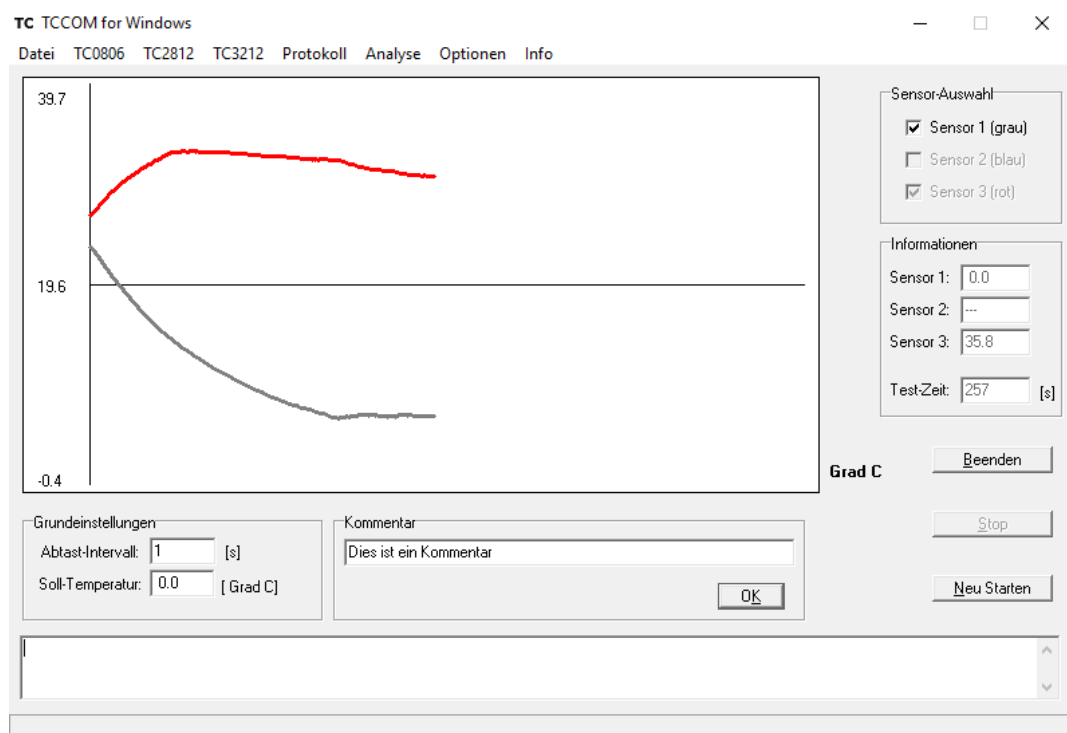 TC TCCOM for Windows
Datei TC0806 TC2812 TC3212 Protokoll Analyse Optionen Info
39.7
19.6
-0.4
Grad C
Sensor-Auswahl
Sensor 1 (grau)
Sensor 2 (blau)
Sensor 3 (rot)
Informationen
Sensor 1: 0.0
Sensor 2: ---
Sensor 3: 35.8
Test-Zeit: 257 [s]
Beenden
Stop
Neu Starten
Grundeinstellungen
Abtast-Intervall: 1 [s]
Soll-Temperatur: 0.0 [ Grad C]
Kommentar
Dies ist ein Kommentar
OK